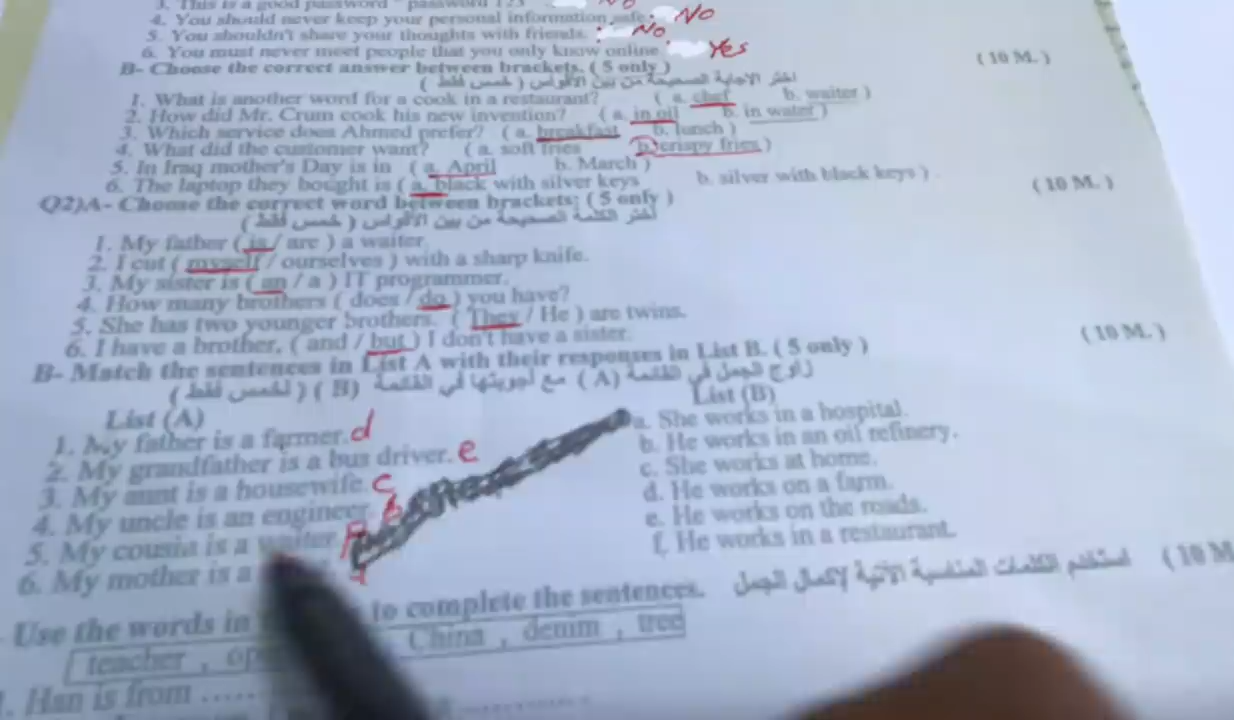 3. This is a good password " password 123 No
4. You should never keep your personal information safe. No
5. You shouldn't share your thoughts with friends. No
6. You must never meet people that you only know online. Yes
B- Choose the correct answer between brackets. ( 5 only ) ( 10 M. )
اختر الاجابة الصحيحة من بين الأقواس ( خمس فقط )
1. What is another word for a cook in a restaurant? ( a. chef b. waiter )
2. How did Mr. Crum cook his new invention? ( a. in oil b. in water )
3. Which service does Ahmed prefer? ( a. breakfast b. lunch )
4. What did the customer want? ( a. soft fries b. crispy fries )
5. In Iraq mother's Day is in ( a. April b. March )
6. The laptop they bought is ( a. black with silver keys b. silver with black keys ) .
Q2)A- Choose the correct word between brackets: ( 5 only ) ( 10 M. )
اختر الكلمة الصحيحة من بين الأقواس ( خمس فقط )
1. My father ( is / are ) a waiter.
2. I cut ( myself / ourselves ) with a sharp knife.
3. My sister is ( an / a ) IT programmer.
4. How many brothers ( does / do ) you have?
5. She has two younger brothers. ( They / He ) are twins.
6. I have a brother, ( and / but ) I don't have a sister.
B- Match the sentences in List A with their responses in List B. ( 5 only ) ( 10 M. )
زاوج الجمل في القائمة ( A ) مع اجوبتها في القائمة ( B ) ( لخمس فقط )
List (A) List (B)
1. My father is a farmer. d a. She works in a hospital.
2. My grandfather is a bus driver. e b. He works in an oil refinery.
3. My aunt is a housewife. c c. She works at home.
4. My uncle is an engineer. b d. He works on a farm.
5. My cousin is a waiter. e. He works on the roads.
6. My mother is a f. He works in a restaurant.
Use the words in to complete the sentences. استخدم الكلمات المناسبة الآتية لإكمال الجمل ( 10 M
teacher , China , denim , tree
1. Han is from ......